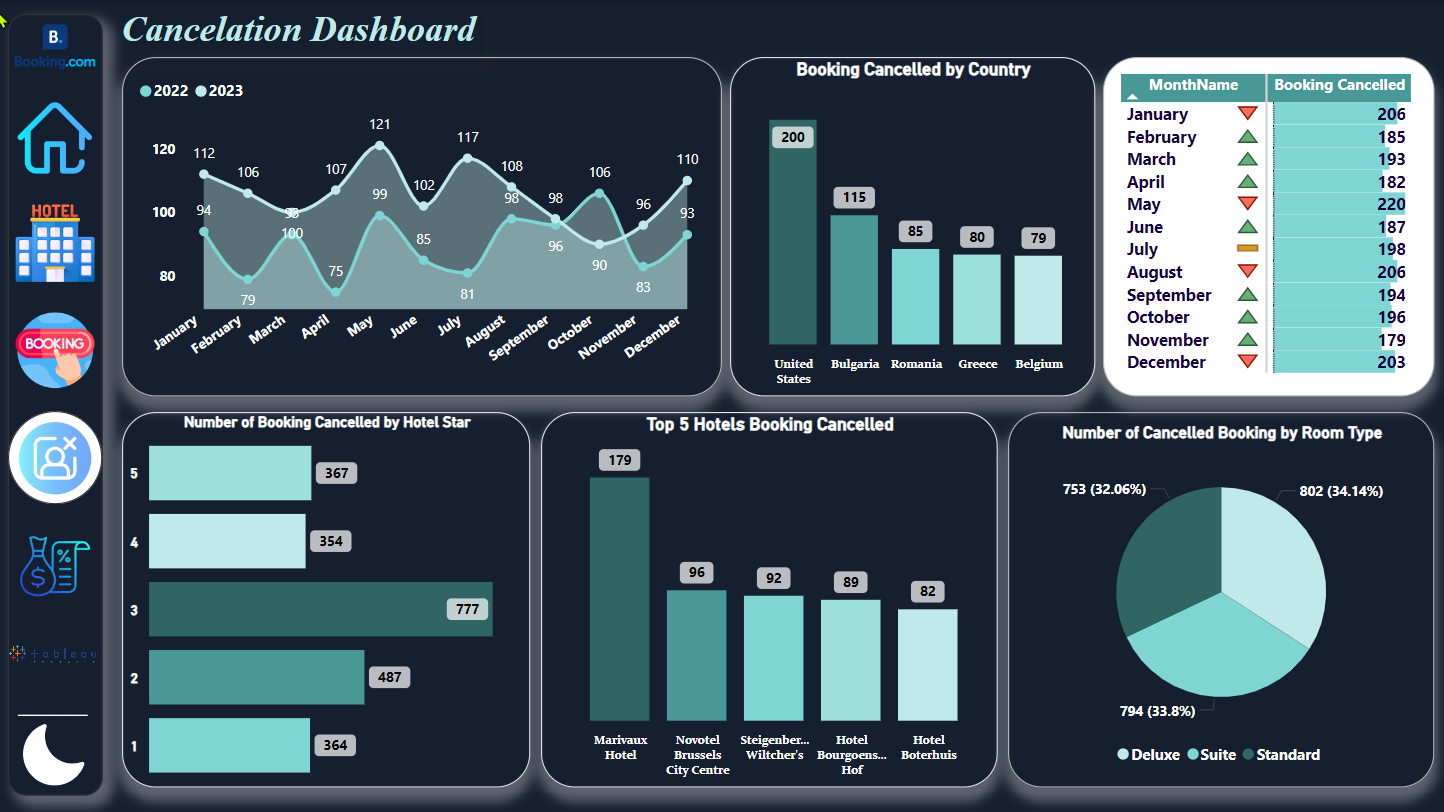 Cancelation Dashboard
B.
Booking.com
HOTEL
BOOKING
%
$
+ a b l e a u
2022 2023
120
100
80
112
106
107
121
102
117
108
98
90
96
110
94
79
100
75
99
85
81
98
96
106
83
93
January
February
March
April
May
June
July
August
September
October
November
December
Booking Cancelled by Country
200
115
85
80
79
United
States
Bulgaria
Romania
Greece
Belgium
MonthName Booking Cancelled
January 206
February 185
March 193
April 182
May 220
June 187
July 198
August 206
September 194
October 196
November 179
December 203
Number of Booking Cancelled by Hotel Star
5 367
4 354
3 777
2 487
1 364
Top 5 Hotels Booking Cancelled
179
96
92
89
82
Marivaux
Hotel
Novotel
Brussels
City Centre
Steigenber...
Wiltcher's
Hotel
Bourgoens...
Hof
Hotel
Boterhuis
Number of Cancelled Booking by Room Type
753 (32.06%)
802 (34.14%)
794 (33.8%)
Deluxe Suite Standard